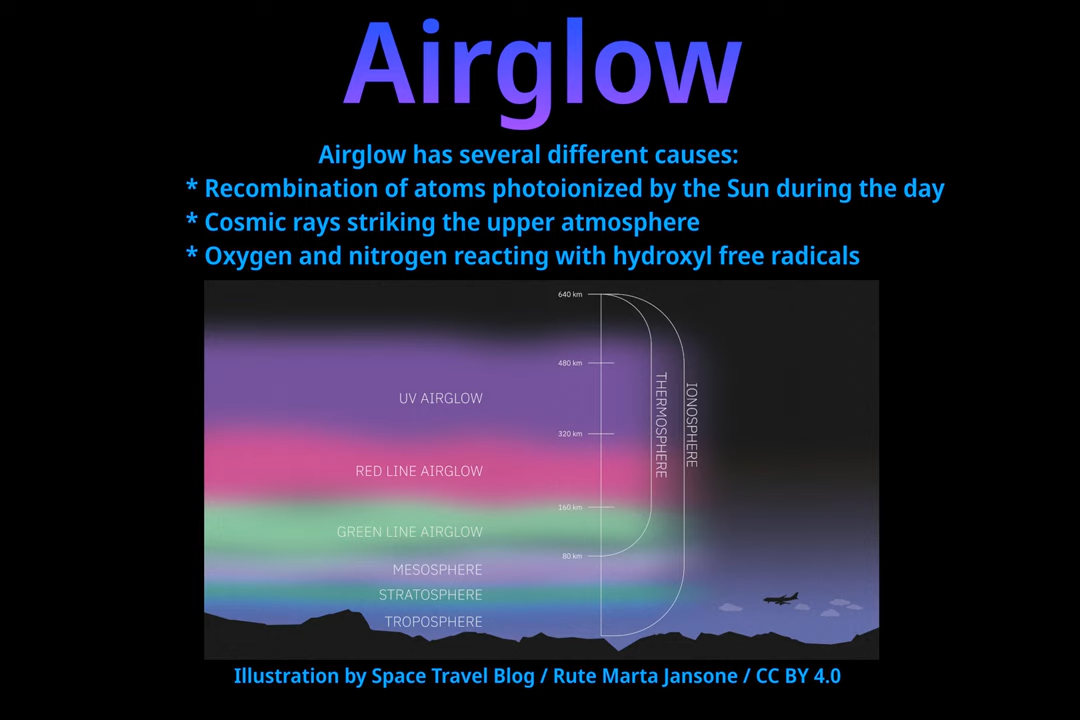 Airglow
Airglow has several different causes:
* Recombination of atoms photoionized by the Sun during the day
* Cosmic rays striking the upper atmosphere
* Oxygen and nitrogen reacting with hydroxyl free radicals
640 km
480 km
UV AIRGLOW
THERMOSPHERE
IONOSPHERE
320 km
RED LINE AIRGLOW
160 km
GREEN LINE AIRGLOW
80 km
MESOSPHERE
STRATOSPHERE
TROPOSPHERE
Illustration by Space Travel Blog / Rute Marta Jansone / CC BY 4.0